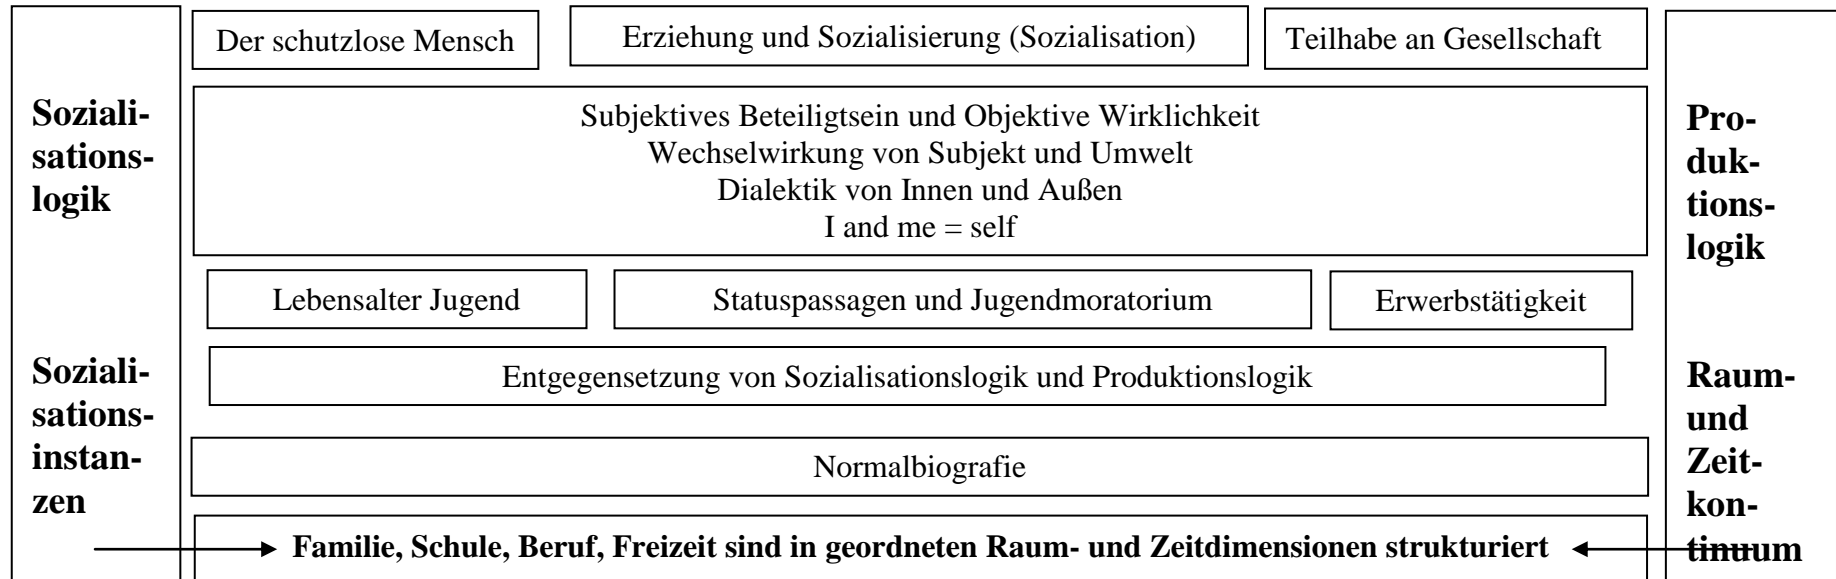 Der schutzlose Mensch
Erziehung und Sozialisierung (Sozialisation)
Teilhabe an Gesellschaft
Soziali-
sations-
logik
Subjektives Beteiligtsein und Objektive Wirklichkeit
Wechselwirkung von Subjekt und Umwelt
Dialektik von Innen und Außen
I and me = self
Pro-
duk-
tions-
logik
Lebensalter Jugend
Statuspassagen und Jugendmoratorium
Erwerbstätigkeit
Soziali-
sations-
instan-
zen
Entgegensetzung von Sozialisationslogik und Produktionslogik
Normalbiografie
Raum-
und
Zeit-
kon-
tinuum
Familie, Schule, Beruf, Freizeit sind in geordneten Raum- und Zeitdimensionen strukturiert